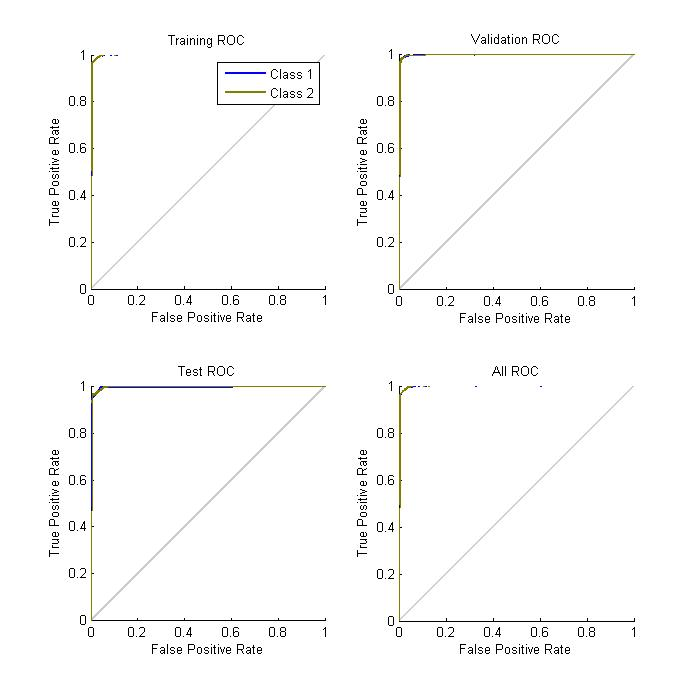 Training ROC
1
0.8
0.6
0.4
0.2
0
True Positive Rate
Class 1
Class 2
0 0.2 0.4 0.6 0.8 1
False Positive Rate
Validation ROC
1
0.8
0.6
0.4
0.2
0
True Positive Rate
0 0.2 0.4 0.6 0.8 1
False Positive Rate
Test ROC
1
0.8
0.6
0.4
0.2
0
True Positive Rate
0 0.2 0.4 0.6 0.8 1
False Positive Rate
All ROC
1
0.8
0.6
0.4
0.2
0
True Positive Rate
0 0.2 0.4 0.6 0.8 1
False Positive Rate